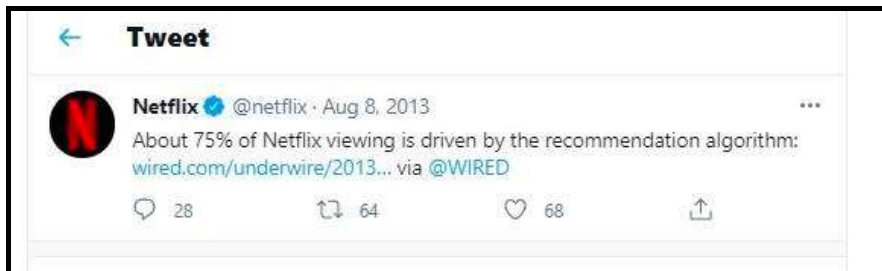 Tweet
Netflix @netflix · Aug 8, 2013
About 75% of Netflix viewing is driven by the recommendation algorithm:
wired.com/underwire/2013... via @WIRED
28 64 68